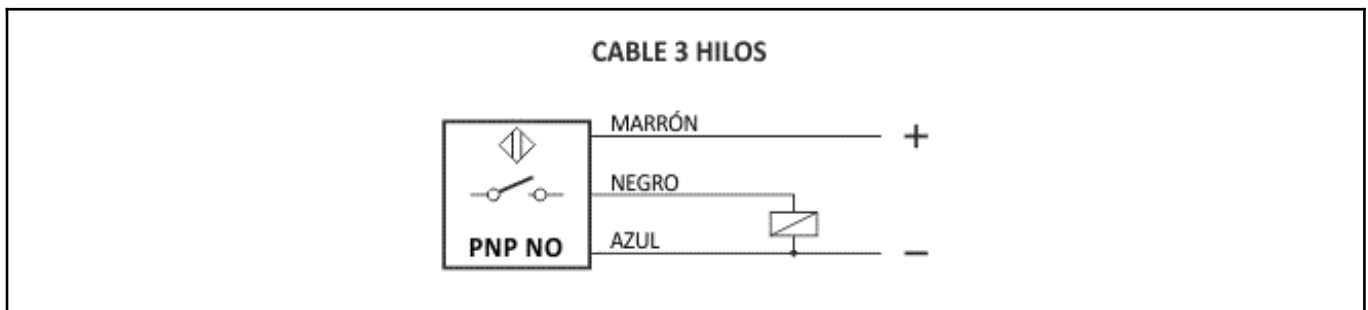 CABLE 3 HILOS
MARRÓN
+
NEGRO
PNP NO
AZUL
−